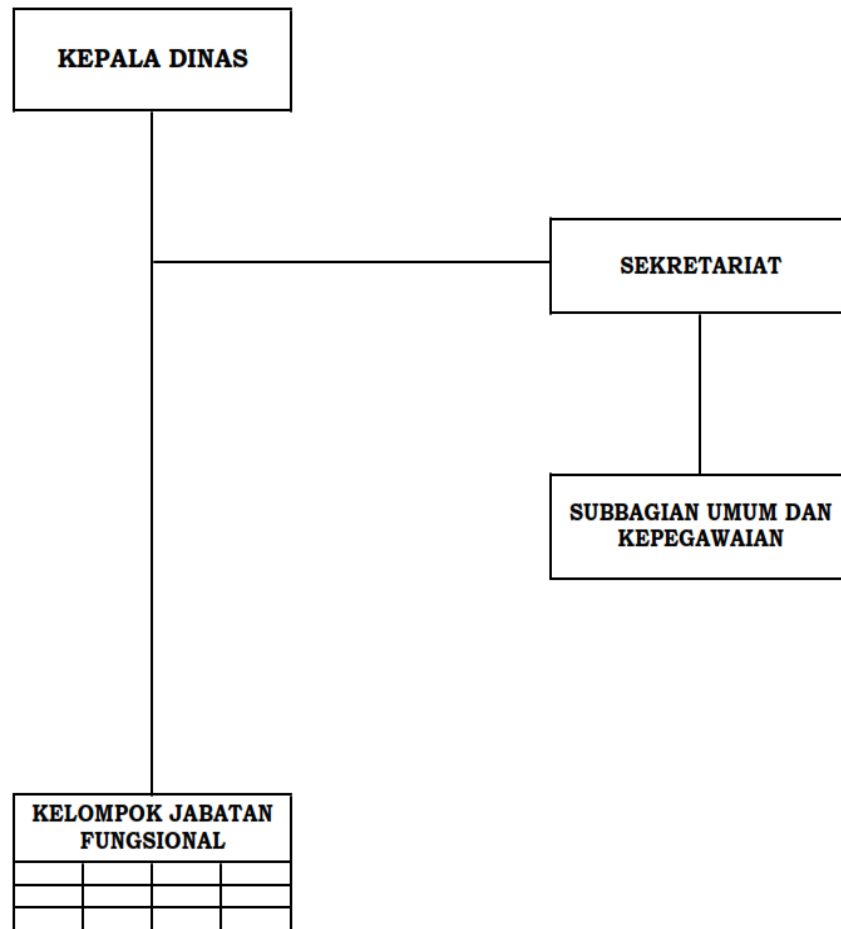 KEPALA DINAS
SEKRETARIAT
SUBBAGIAN UMUM DAN
KEPEGAWAIAN
KELOMPOK JABATAN
FUNGSIONAL